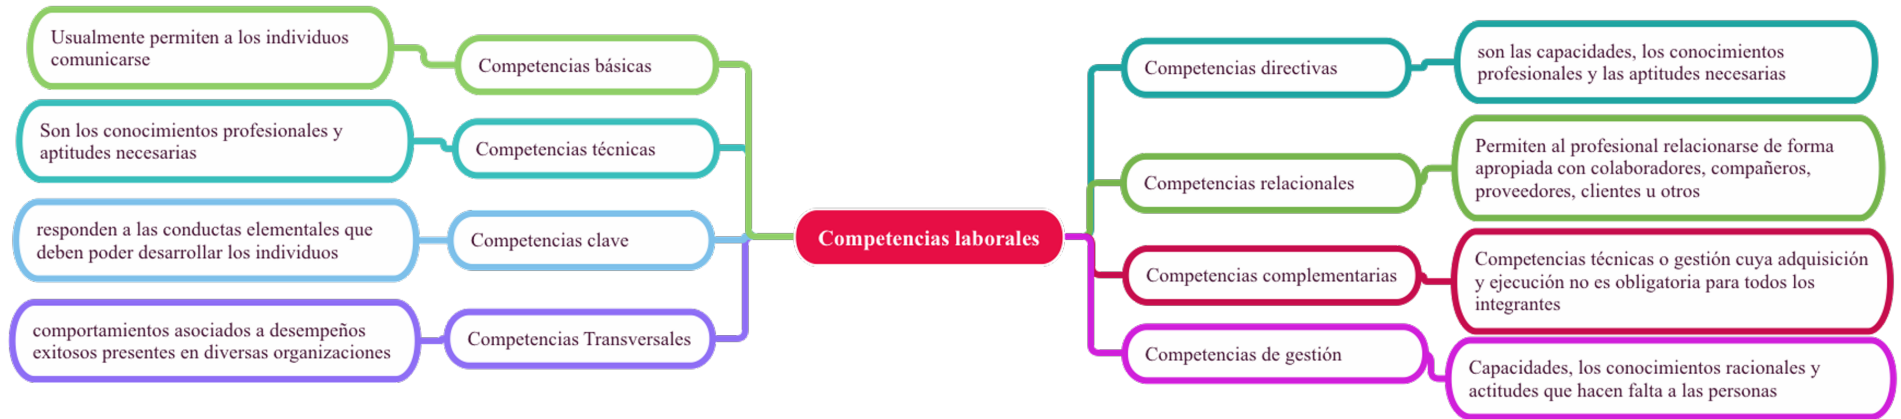 Competencias laborales
Competencias básicas
Usualmente permiten a los individuos
comunicarse
Competencias técnicas
Son los conocimientos profesionales y
aptitudes necesarias
Competencias clave
responden a las conductas elementales que
deben poder desarrollar los individuos
Competencias Transversales
comportamientos asociados a desempeños
exitosos presentes en diversas organizaciones
Competencias directivas
son las capacidades, los conocimientos
profesionales y las aptitudes necesarias
Competencias relacionales
Permiten al profesional relacionarse de forma
apropiada con colaboradores, compañeros,
proveedores, clientes u otros
Competencias complementarias
Competencias técnicas o gestión cuya adquisición
y ejecución no es obligatoria para todos los
integrantes
Competencias de gestión
Capacidades, los conocimientos racionales y
actitudes que hacen falta a las personas